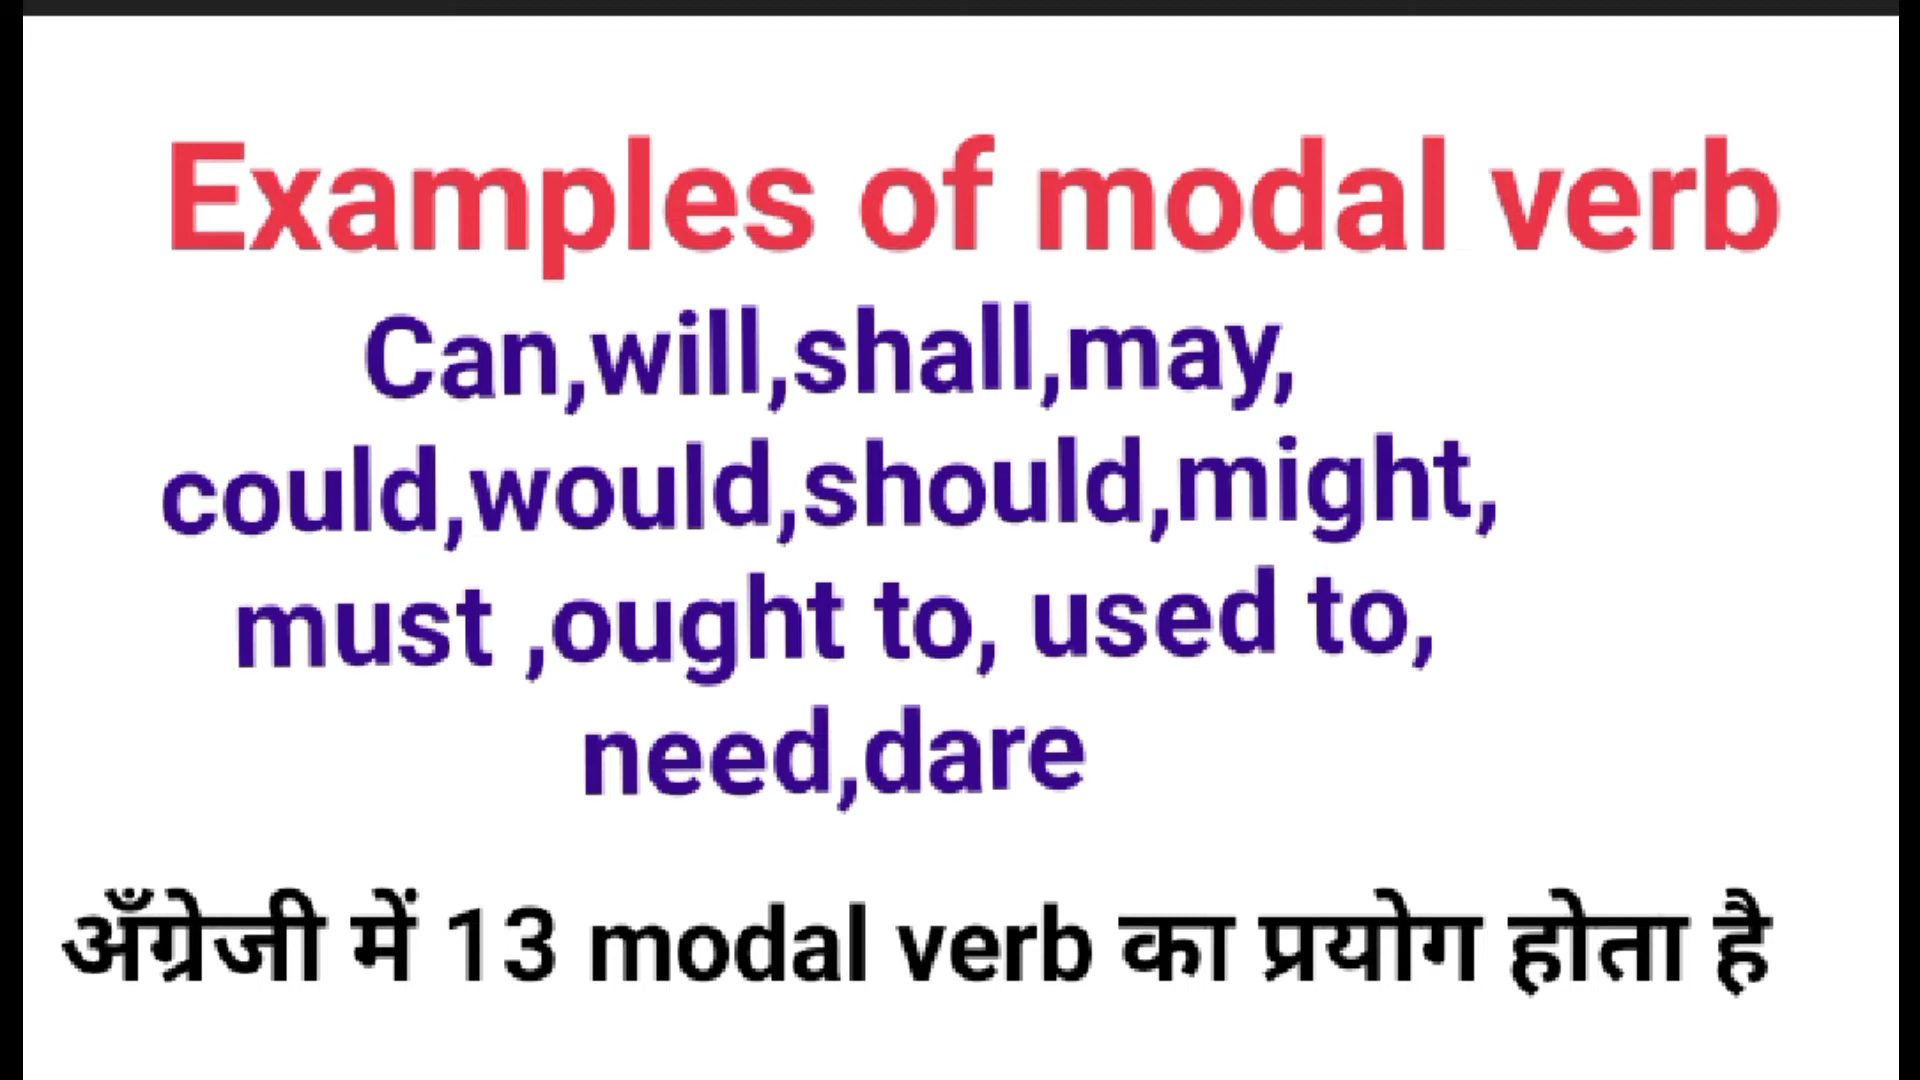 Examples of modal verb
Can,will,shall,may,
could,would,should,might,
must ,ought to, used to,
need,dare
अँग्रेजी में 13 modal verb का प्रयोग होता है